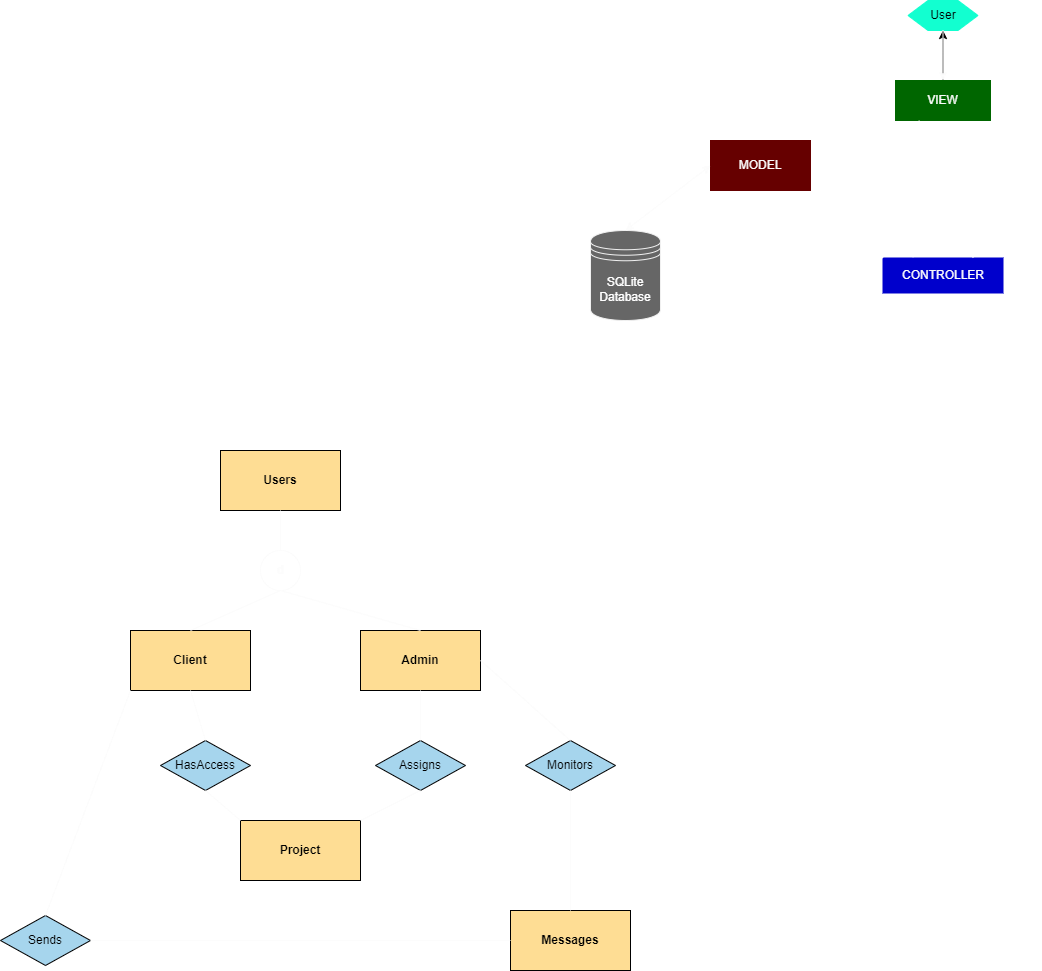 User
VIEW
MODEL
SQLite
Database
CONTROLLER
Users
Client
Admin
HasAccess
Assigns
Monitors
Project
Sends
Messages